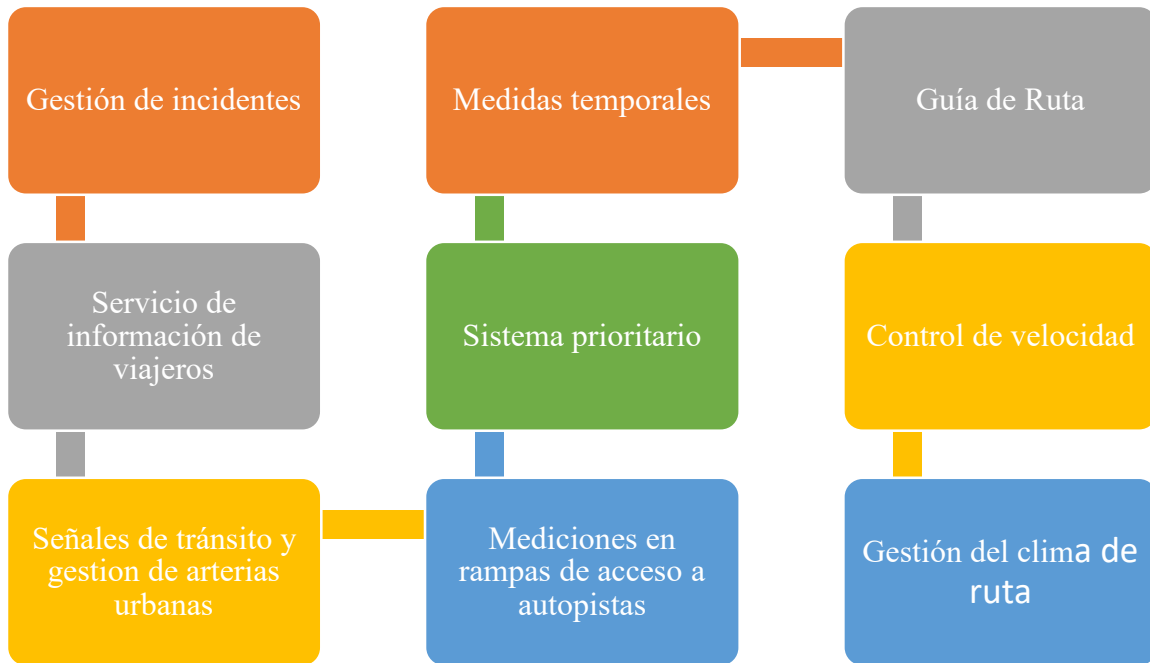 Gestión de incidentes
Servicio de
información de
viajeros
Señales de tránsito y
gestion de arterias
urbanas
Mediciones en
rampas de acceso a
autopistas
Sistema prioritario
Medidas temporales
Guía de Ruta
Control de velocidad
Gestión del clima de
ruta